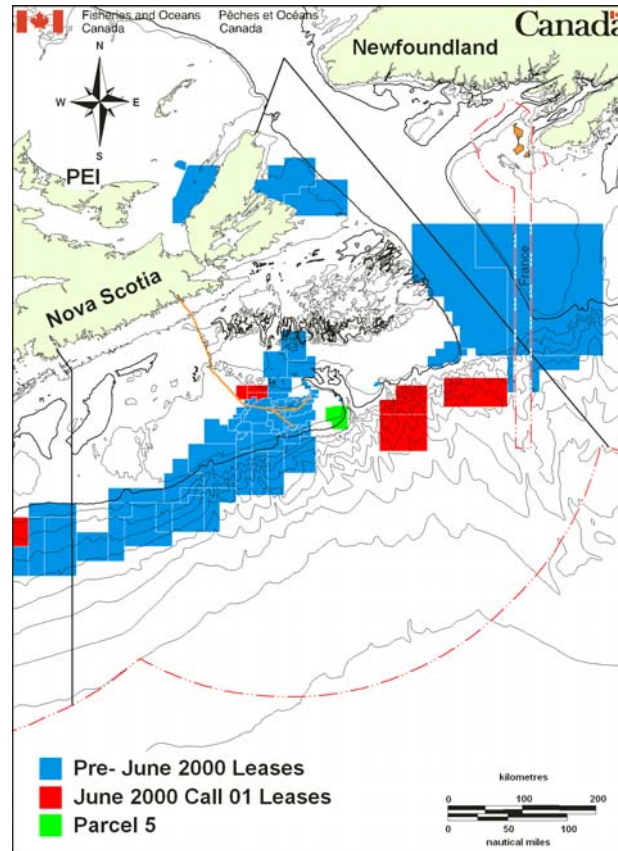 Fisheries and Oceans Pêches et Océans
Canada Canada
Canada
Newfoundland
N
W E
S
PEI
France
Nova Scotia
Pre- June 2000 Leases
June 2000 Call 01 Leases
Parcel 5
kilometres
0 100 200
0 50 100
nautical miles